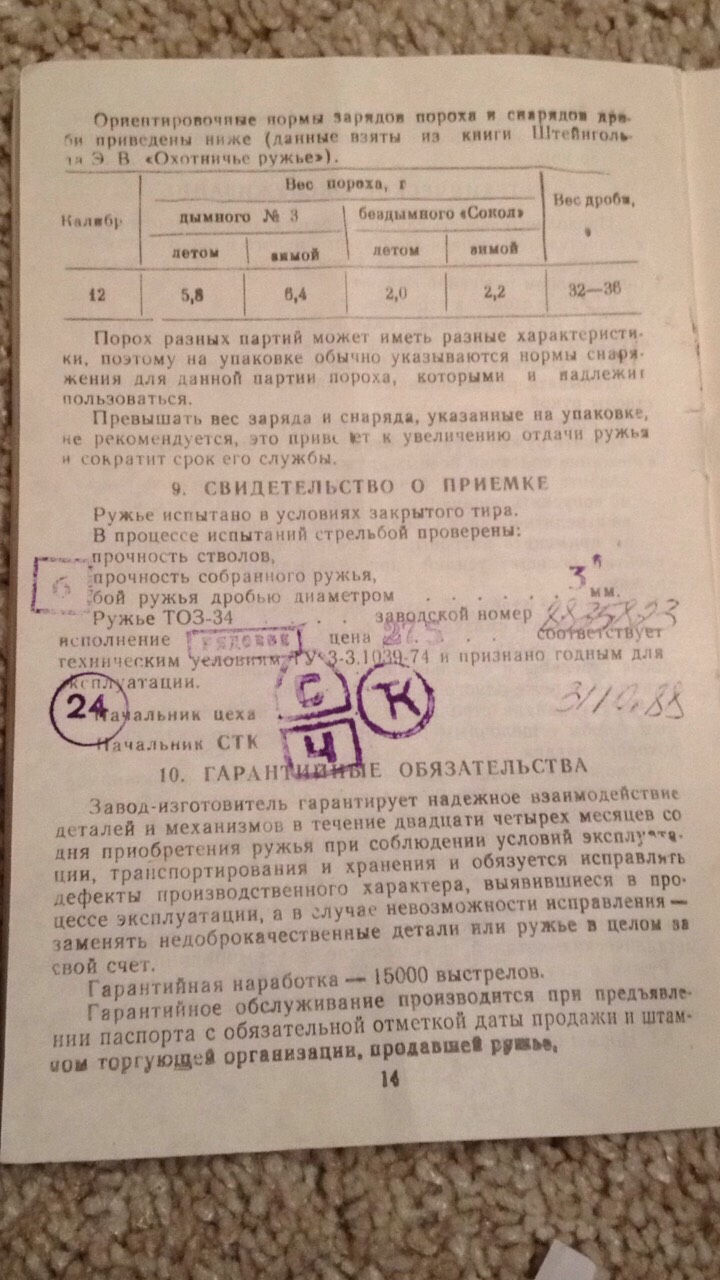 Ориентировочные нормы зарядов пороха и снарядов дро-
би приведены ниже (данные взяты из книги Штейнголь-
да Э. В «Охотничье ружье»).
Калибр
Вес пороха, г
Вес дроби, г
дымного № 3
бездымного «Сокол»
летом
зимой
летом
зимой
12
5,8
6,4
2,0
2,2
32—36
Порох разных партий может иметь разные характеристи-
ки, поэтому на упаковке обычно указываются нормы снаря-
жения для данной партии пороха, которыми и надлежит
пользоваться.
Превышать вес заряда и снаряда, указанные на упаковке,
не рекомендуется, это приведет к увеличению отдачи ружья
и сократит срок его службы.
9. СВИДЕТЕЛЬСТВО О ПРИЕМКЕ
Ружье испытано в условиях закрытого тира.
В процессе испытаний стрельбой проверены:
прочность стволов,
6 прочность собранного ружья,
бой ружья дробью диаметром . . . . . . . 3 мм.
Ружье ТОЗ-34 . . . заводской номер
исполнение рядовое цена . . соответствует
техническим условиям ТУ 3-3.1039-74 и признано годным для
эксплуатации.
24 Начальник цеха С К
Начальник СТК Ч
10. ГАРАНТИЙНЫЕ ОБЯЗАТЕЛЬСТВА
Завод-изготовитель гарантирует надежное взаимодействие
деталей и механизмов в течение двадцати четырех месяцев со
дня приобретения ружья при соблюдении условий эксплуата-
ции, транспортирования и хранения и обязуется исправлять
дефекты производственного характера, выявившиеся в про-
цессе эксплуатации, а в случае невозможности исправления —
заменять недоброкачественные детали или ружье в целом за
свой счет.
Гарантийная наработка — 15000 выстрелов.
Гарантийное обслуживание производится при предъявле-
нии паспорта с обязательной отметкой даты продажи и штам-
пом торгующей организации, продавшей ружье.
14